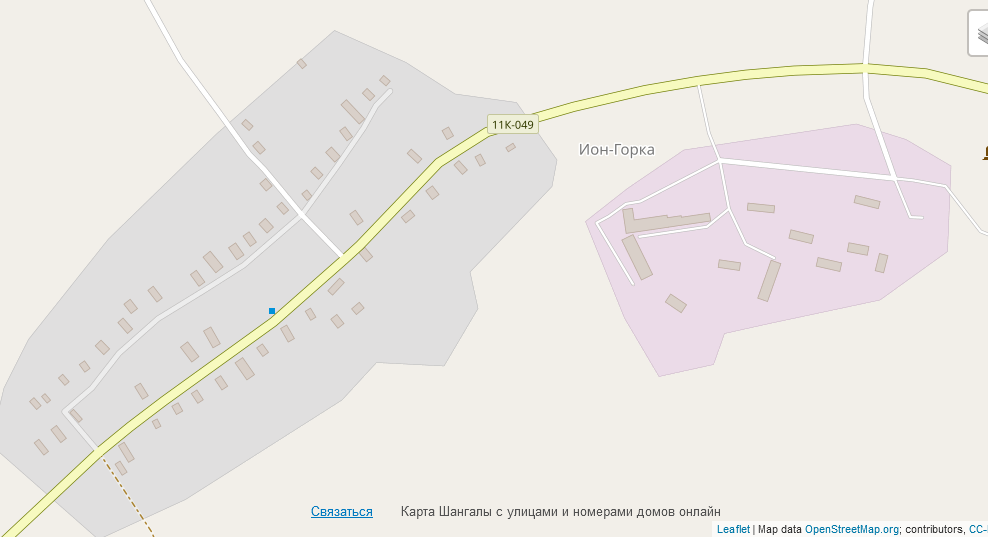 11К-049
Ион-Горка
Связаться Карта Шангалы с улицами и номерами домов онлайн
Leaflet | Map data OpenStreetMap.org; contributors, CC-